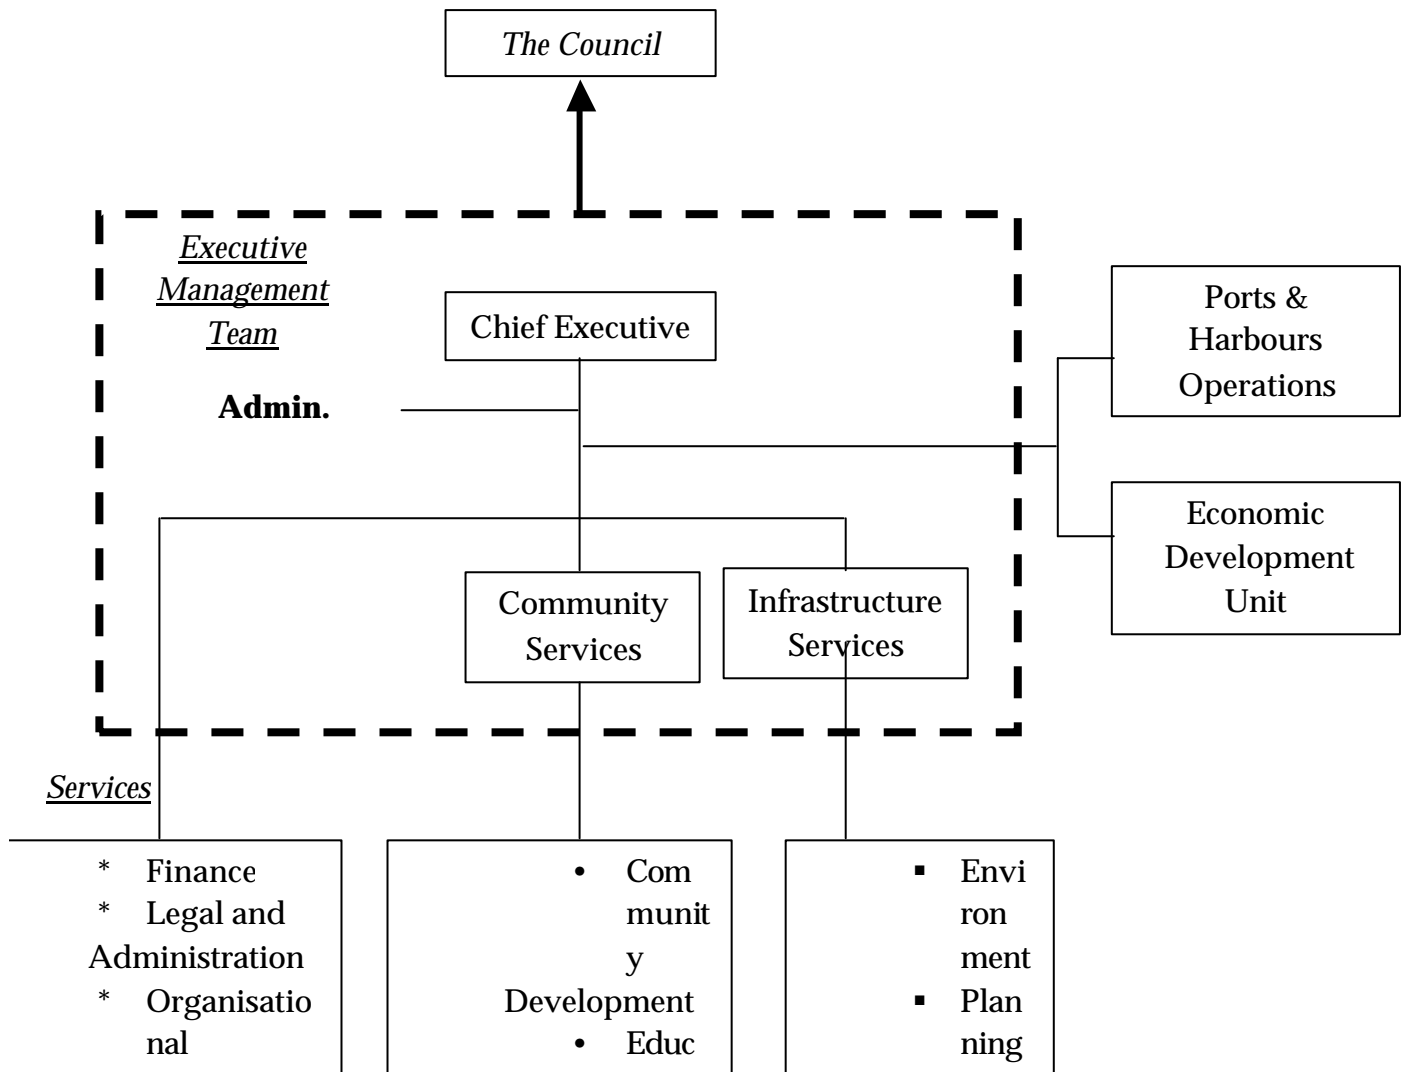 The Council
Executive
Management
Team
Chief Executive
Admin.
Ports &
Harbours
Operations
Economic
Development
Unit
Community
Services
Infrastructure
Services
Services
* Finance
* Legal and
Administration
* Organisatio
nal
• Com
munit
y
Development
• Educ
▪ Envi
ron
ment
▪ Plan
ning